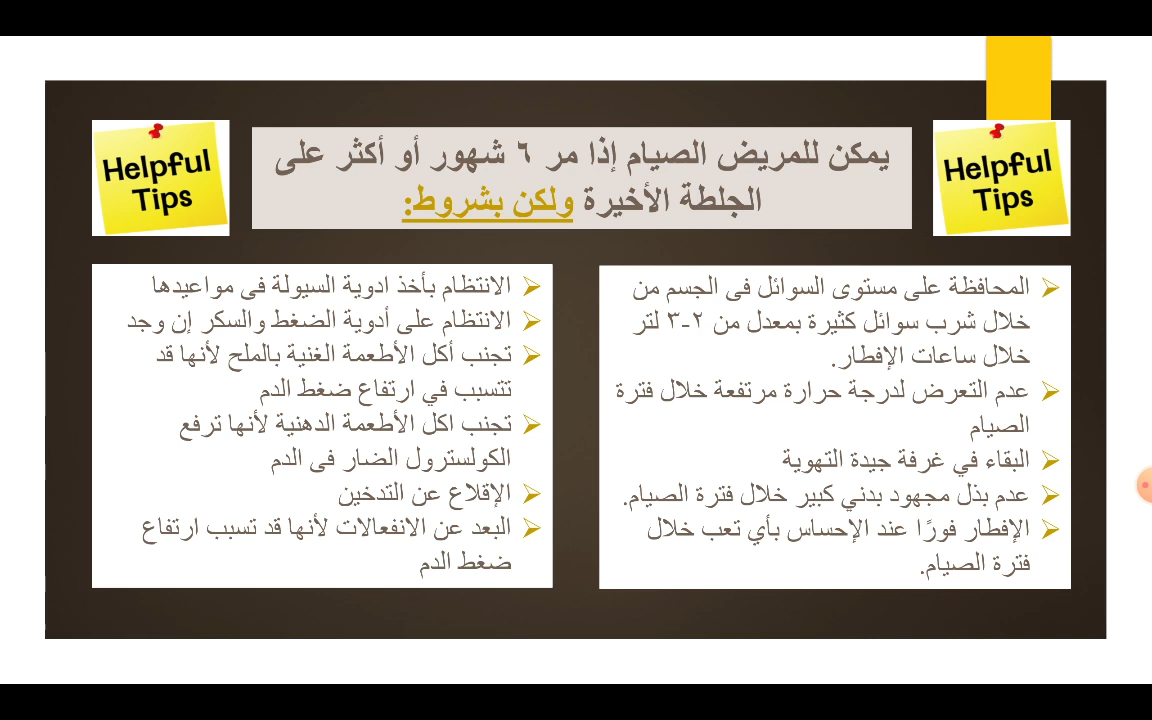 Helpful
Tips
يمكن للمريض الصيام إذا مر ٦ شهور أو أكثر على
الجلطة الأخيرة ولكن بشروط:
Helpful
Tips
المحافظة على مستوى السوائل فى الجسم من
خلال شرب سوائل كثيرة بمعدل من ٢-٣ لتر
خلال ساعات الإفطار.
عدم التعرض لدرجة حرارة مرتفعة خلال فترة
الصيام
البقاء في غرفة جيدة التهوية
عدم بذل مجهود بدني كبير خلال فترة الصيام.
الإفطار فورًا عند الإحساس بأي تعب خلال
فترة الصيام.
الانتظام بأخذ ادوية السيولة فى مواعيدها
الانتظام على أدوية الضغط والسكر إن وجد
تجنب أكل الأطعمة الغنية بالملح لأنها قد
تتسبب في ارتفاع ضغط الدم
تجنب اكل الأطعمة الدهنية لأنها ترفع
الكولسترول الضار فى الدم
الإقلاع عن التدخين
البعد عن الانفعالات لأنها قد تسبب ارتفاع
ضغط الدم